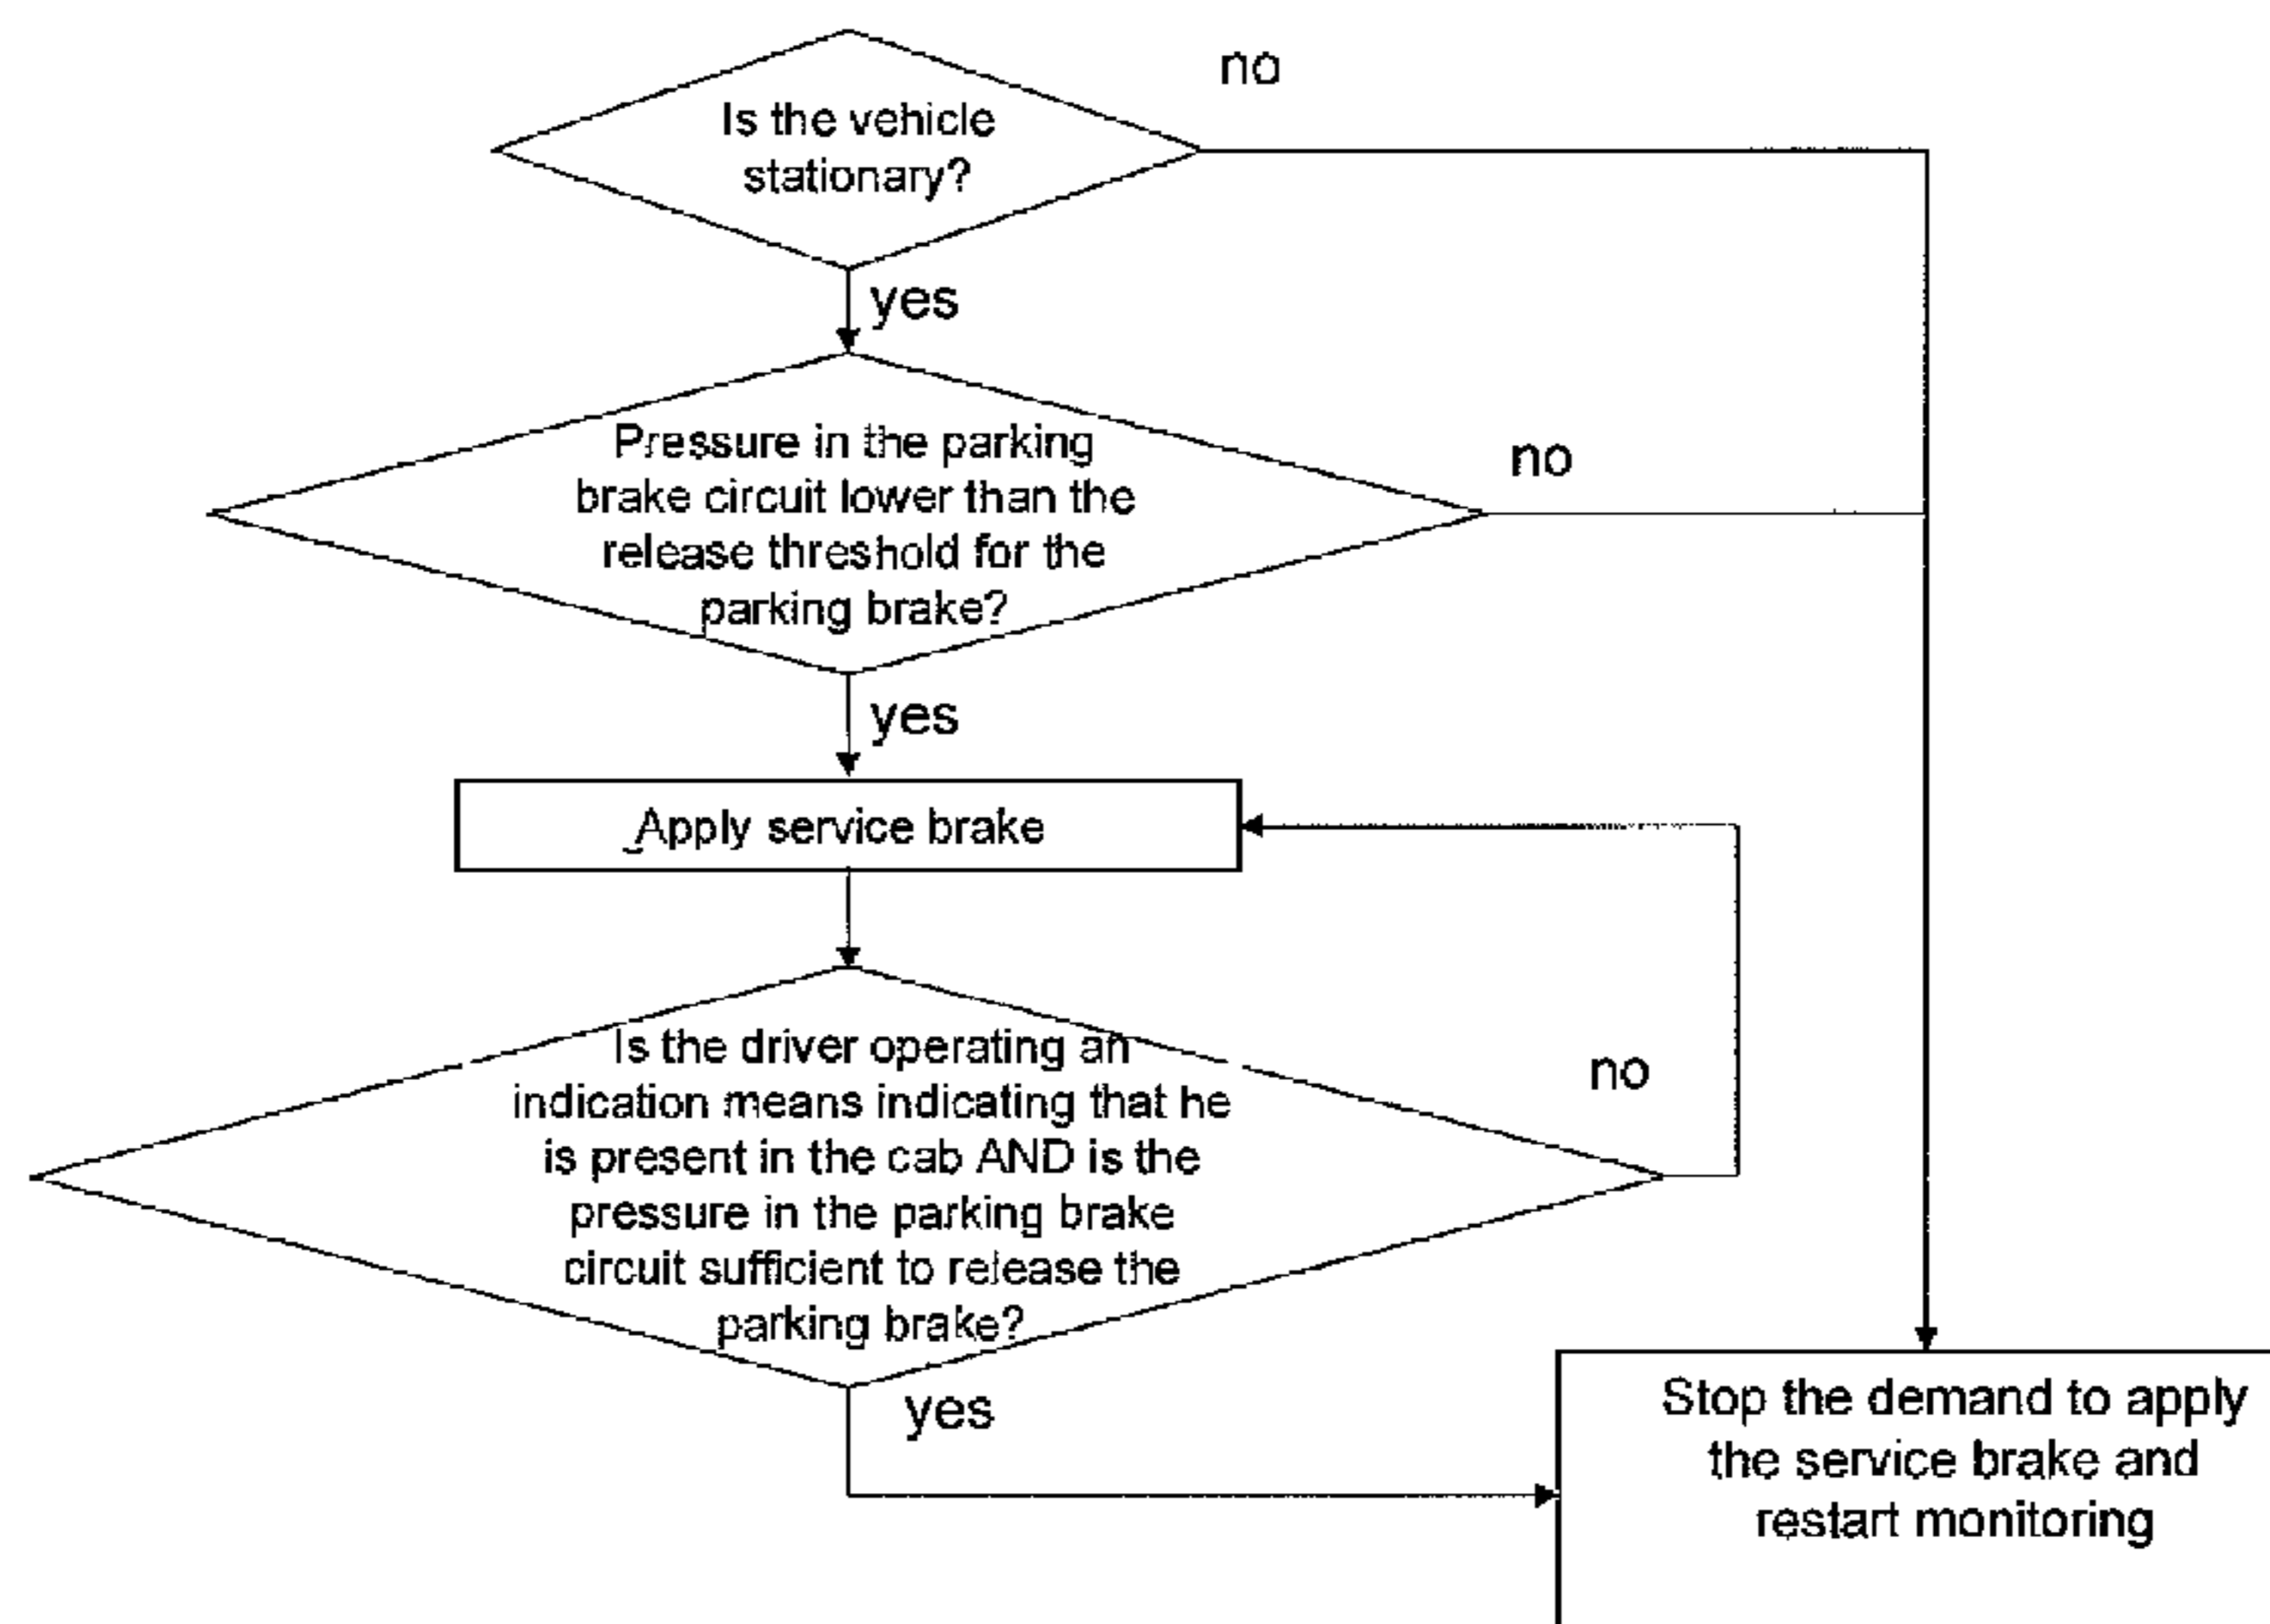 no
Is the vehicle
stationary?
yes
Pressure in the parking
brake circuit lower than the
release threshold for the
parking brake?
no
yes
Apply service brake
Is the driver operating an
indication means indicating that he
is present in the cab AND is the
pressure in the parking brake
circuit sufficient to release the
parking brake?
no
yes
Stop the demand to apply
the service brake and
restart monitoring